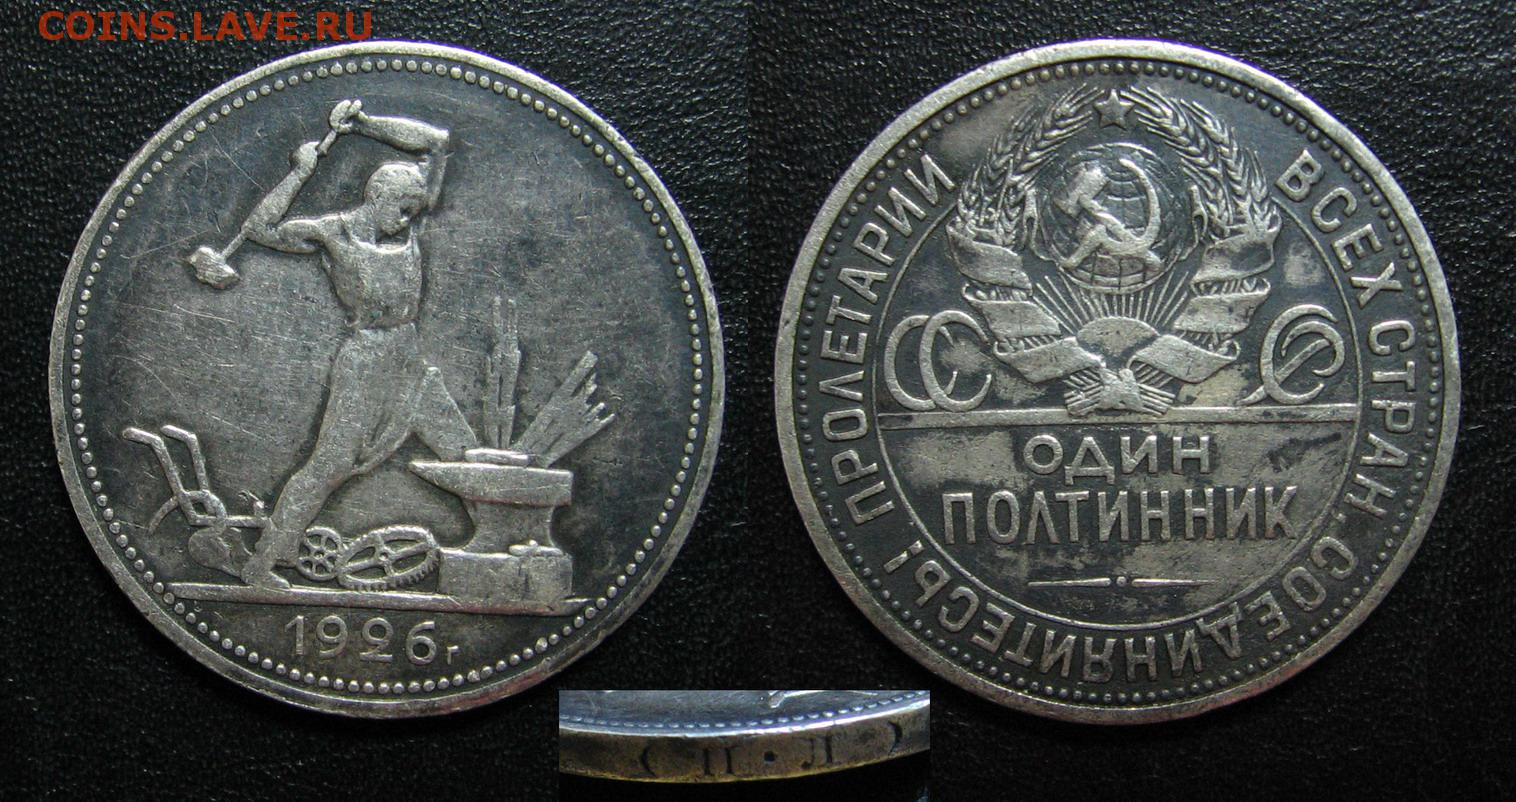 COINS.LAVE.RU
1926г
ПРОЛЕТАРИИ ВСЕХ СТРАН, СОЕДИНЯЙТЕСЬ!
СССР
ОДИН
ПОЛТИННИК
( П · Л )